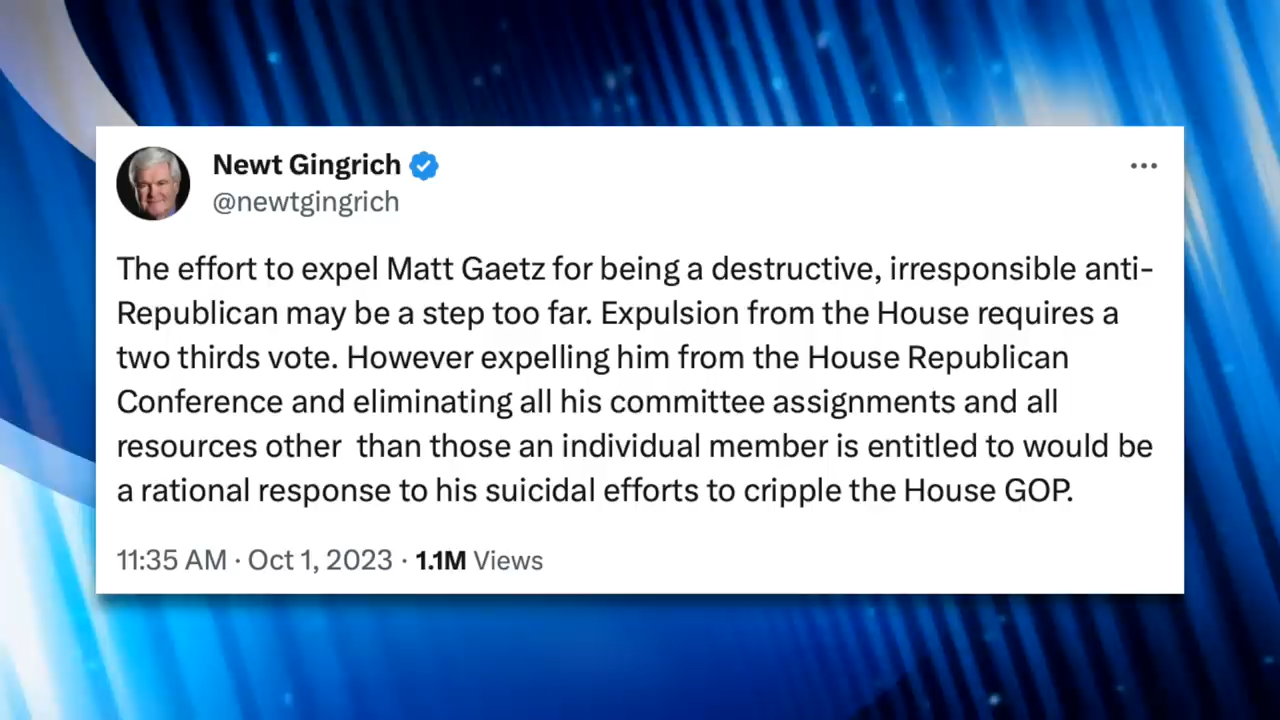 Newt Gingrich
@newtgingrich
The effort to expel Matt Gaetz for being a destructive, irresponsible anti-
Republican may be a step too far. Expulsion from the House requires a
two thirds vote. However expelling him from the House Republican
Conference and eliminating all his committee assignments and all
resources other  than those an individual member is entitled to would be
a rational response to his suicidal efforts to cripple the House GOP.
11:35 AM · Oct 1, 2023 · 1.1M Views